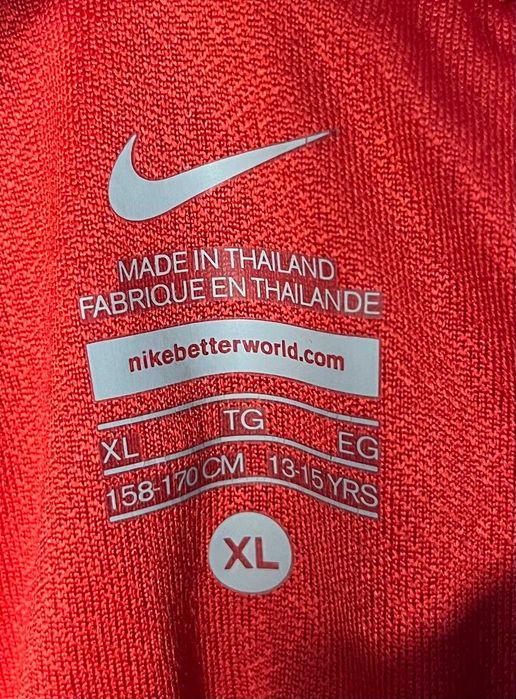 MADE IN THAILAND
FABRIQUE EN THAILANDE
nikebetterworld.com
XL TG EG
158-170 CM 13-15 YRS
XL